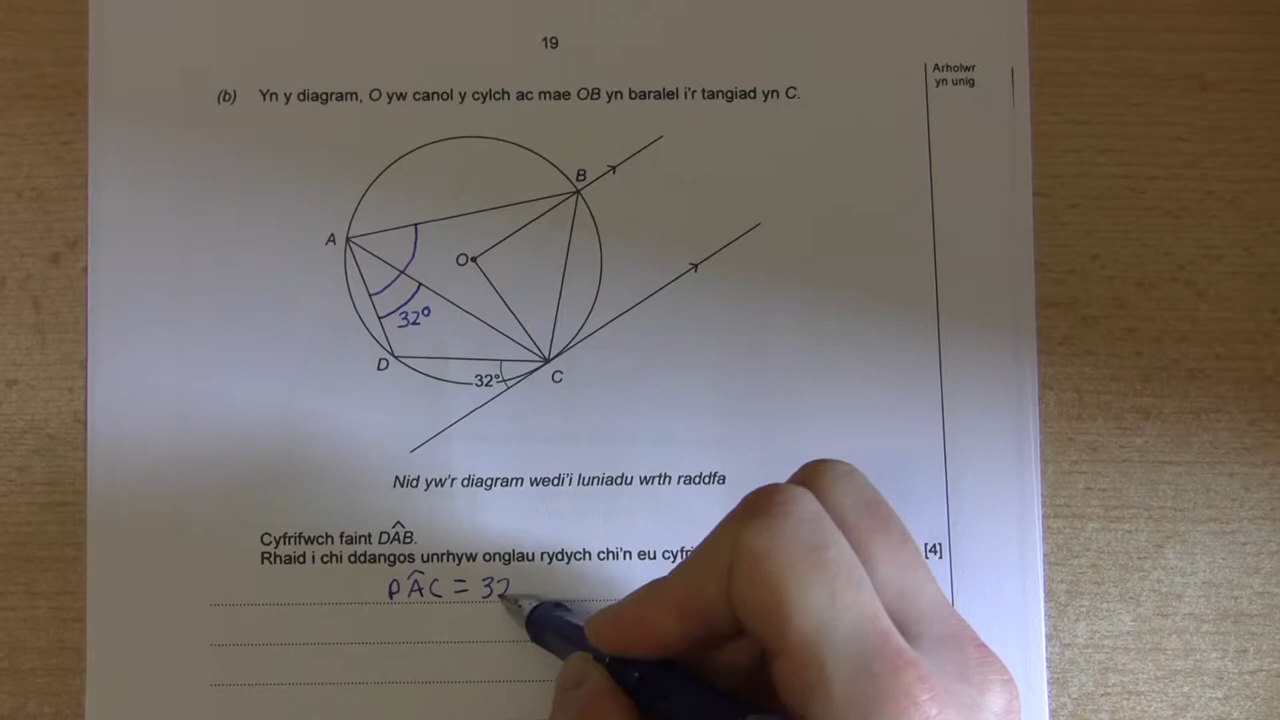 19
Arholwr
yn unig
(b) Yn y diagram, O yw canol y cylch ac mae OB yn baralel i'r tangiad yn C.
B
A
O
32°
D
32°
C
Nid yw'r diagram wedi'i luniadu wrth raddfa
Cyfrifwch faint DÂB.
Rhaid i chi ddangos unrhyw onglau rydych chi'n eu
[4]
DÂC = 32